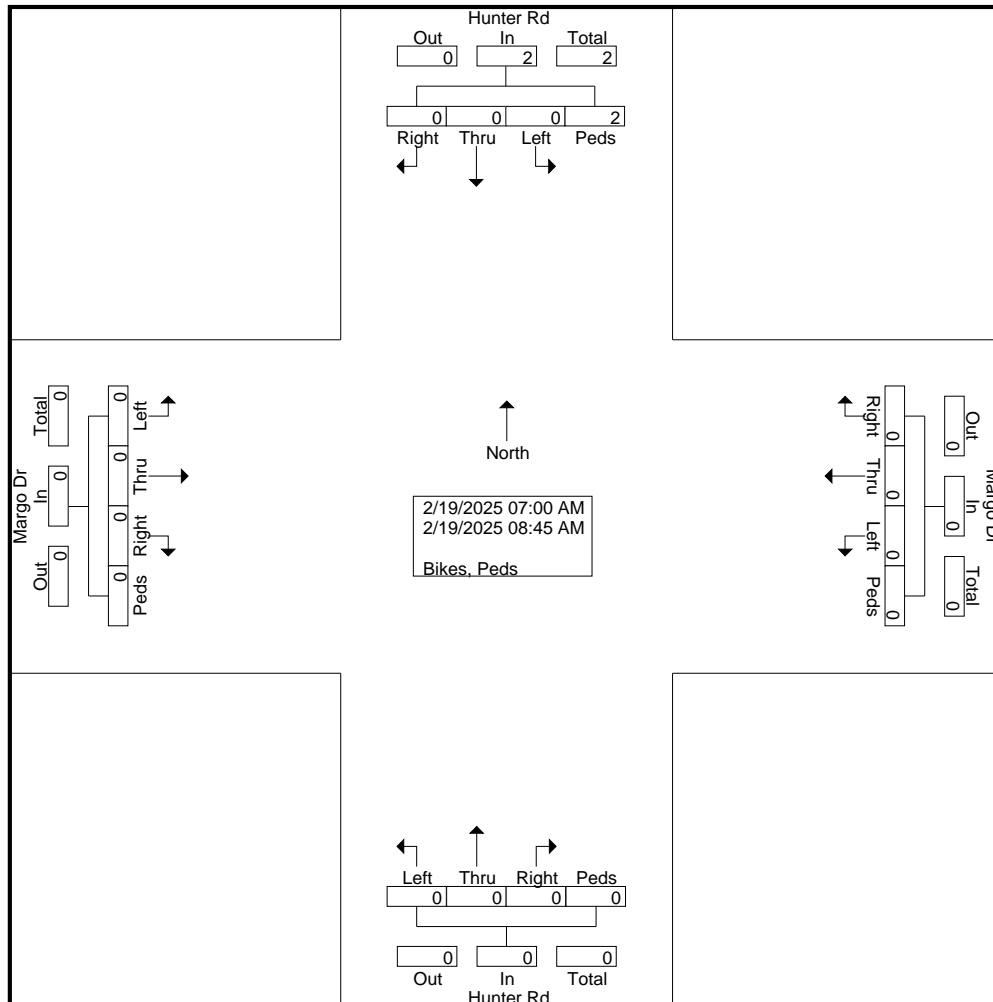 Hunter Rd
Out In Total
0 2 2
0 0 0 2
Right Thru Left Peds
Margo Dr
Total In Out
0 0 0
0 0 0 0
Left Thru Right Peds
North
2/19/2025 07:00 AM
2/19/2025 08:45 AM
Bikes, Peds
Right Thru Left Peds
0 0 0 0
Out In Total
0 0 0
Margo Dr
Left Thru Right Peds
0 0 0 0
0 0 0
Out In Total
Hunter Rd